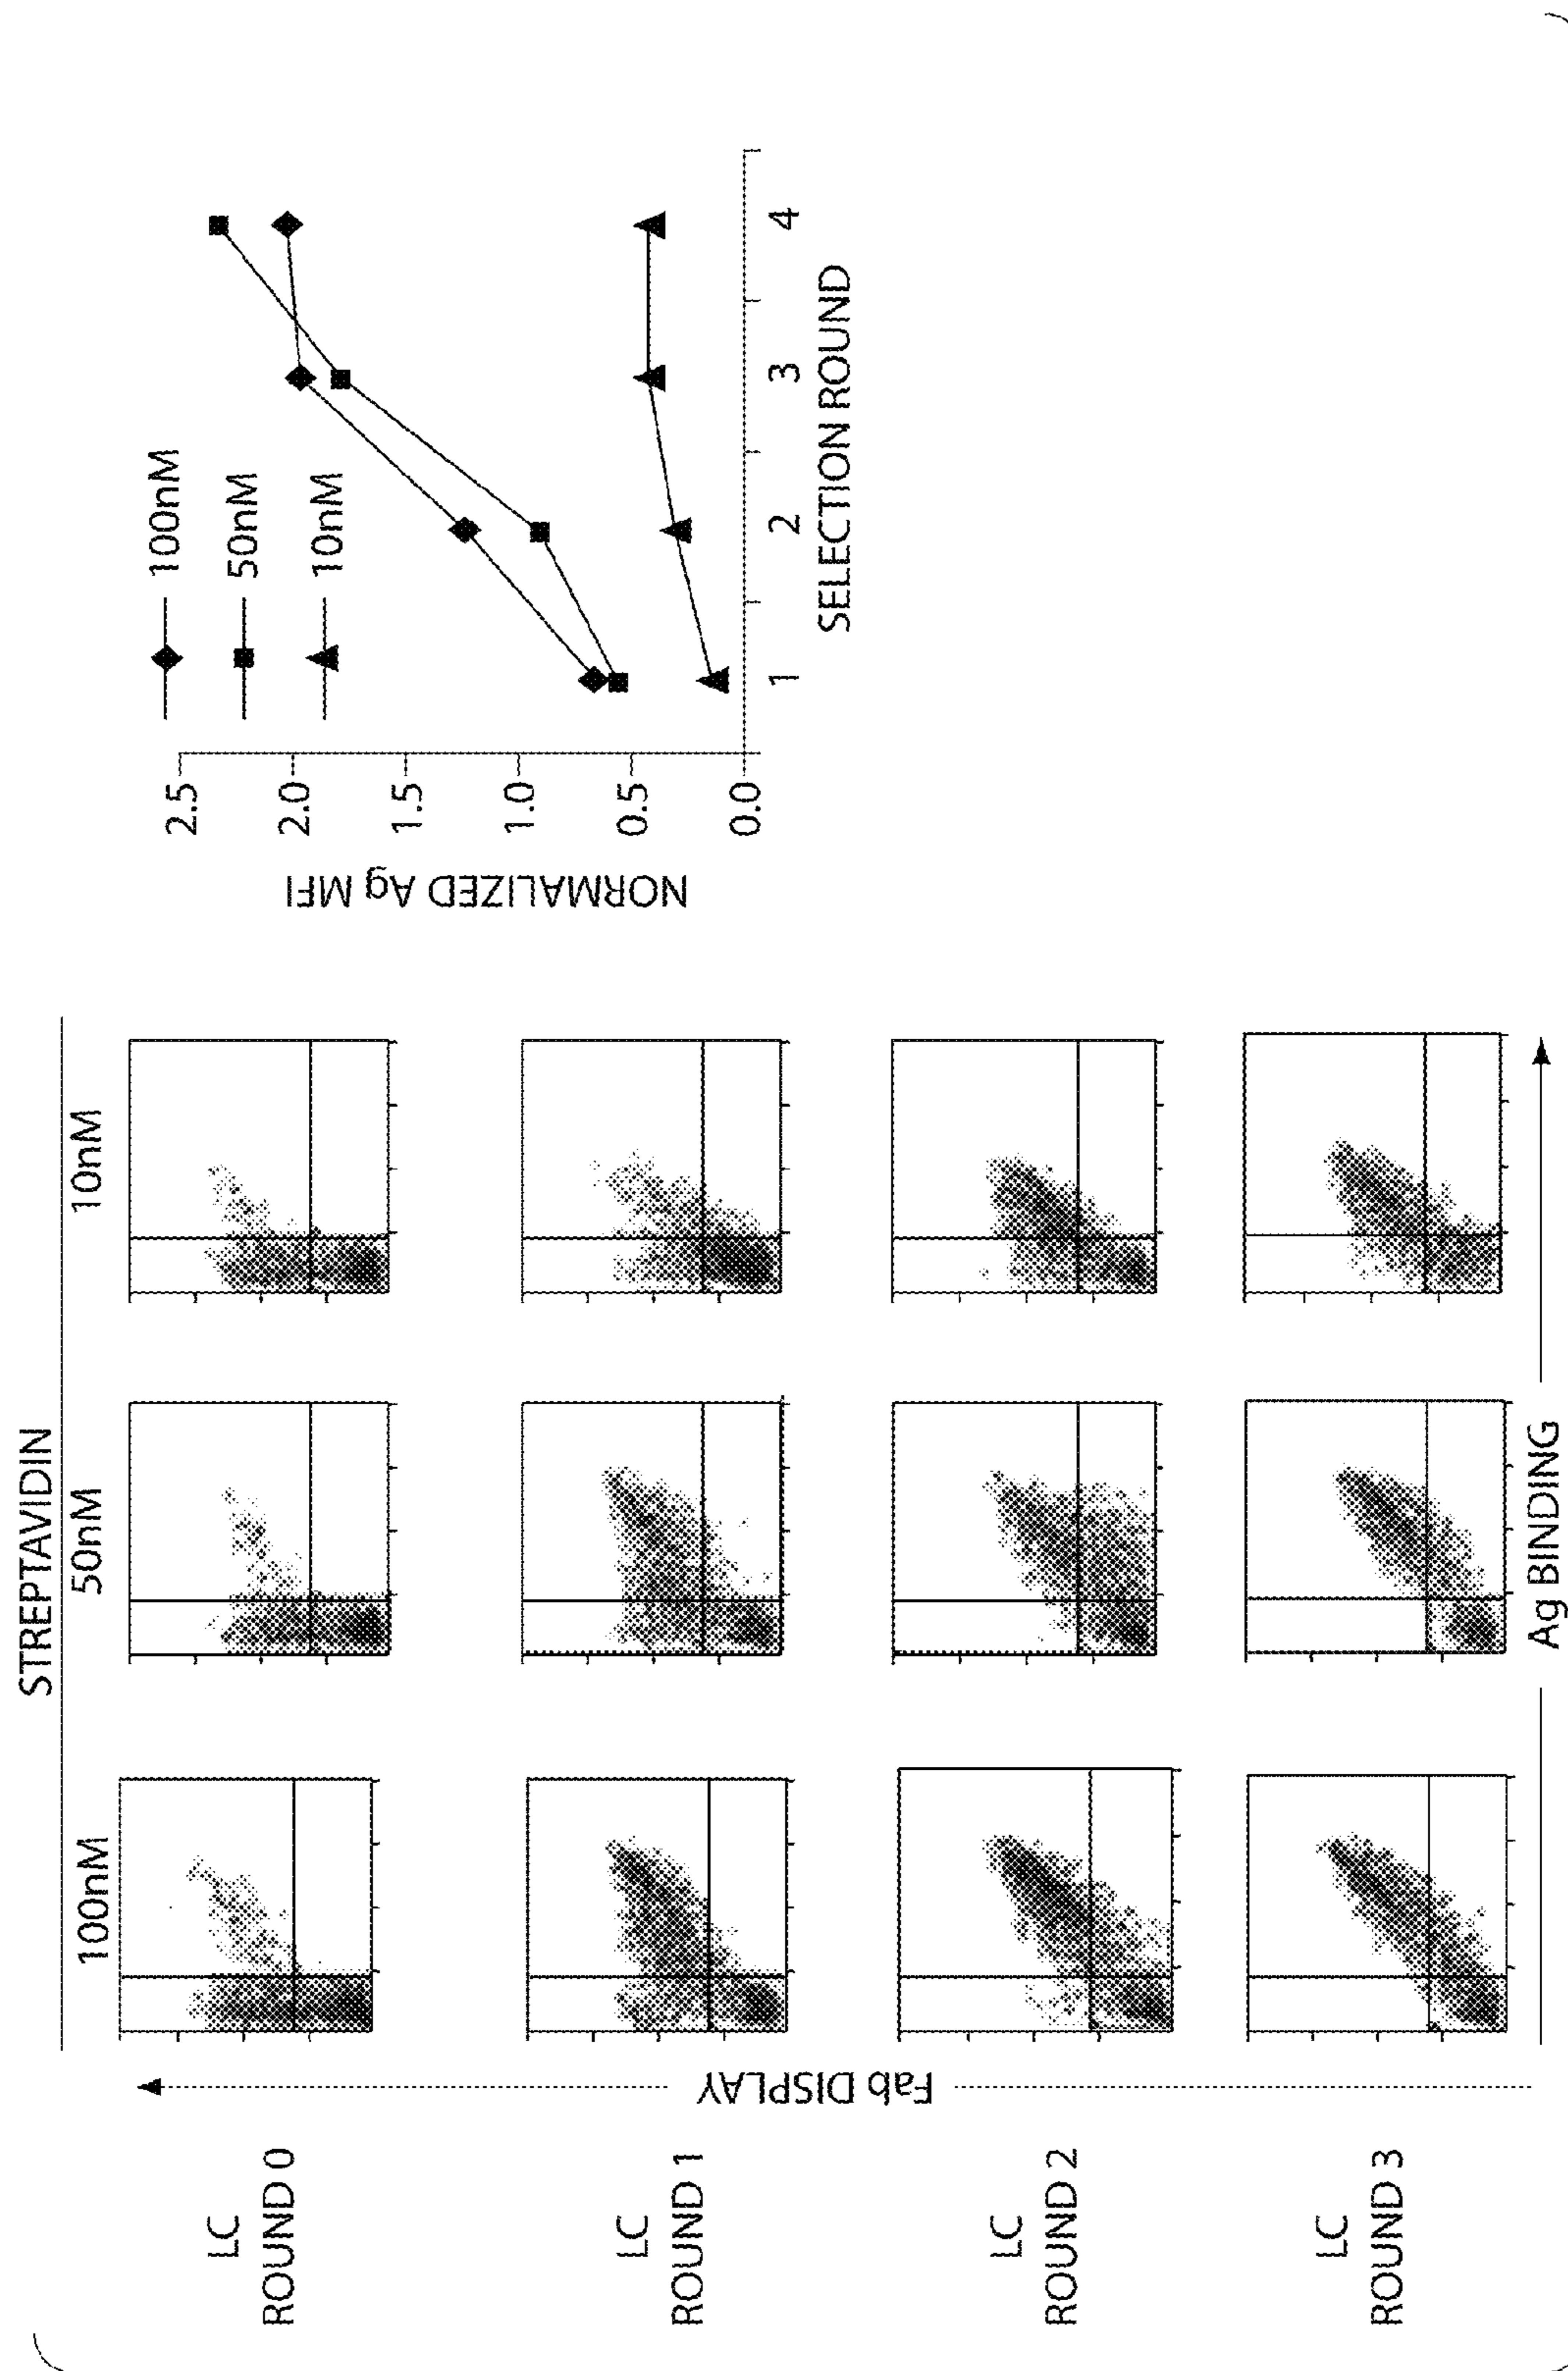 STREPTAVIDIN
100nM 50nM 10nM
LC
ROUND 0
LC
ROUND 1
LC
ROUND 2
LC
ROUND 3
Fab DISPLAY
Ag BINDING
100nM
50nM
10nM
NORMALIZED Ag MFI
2.5
2.0
1.5
1.0
0.5
0.0
1 2 3 4
SELECTION ROUND